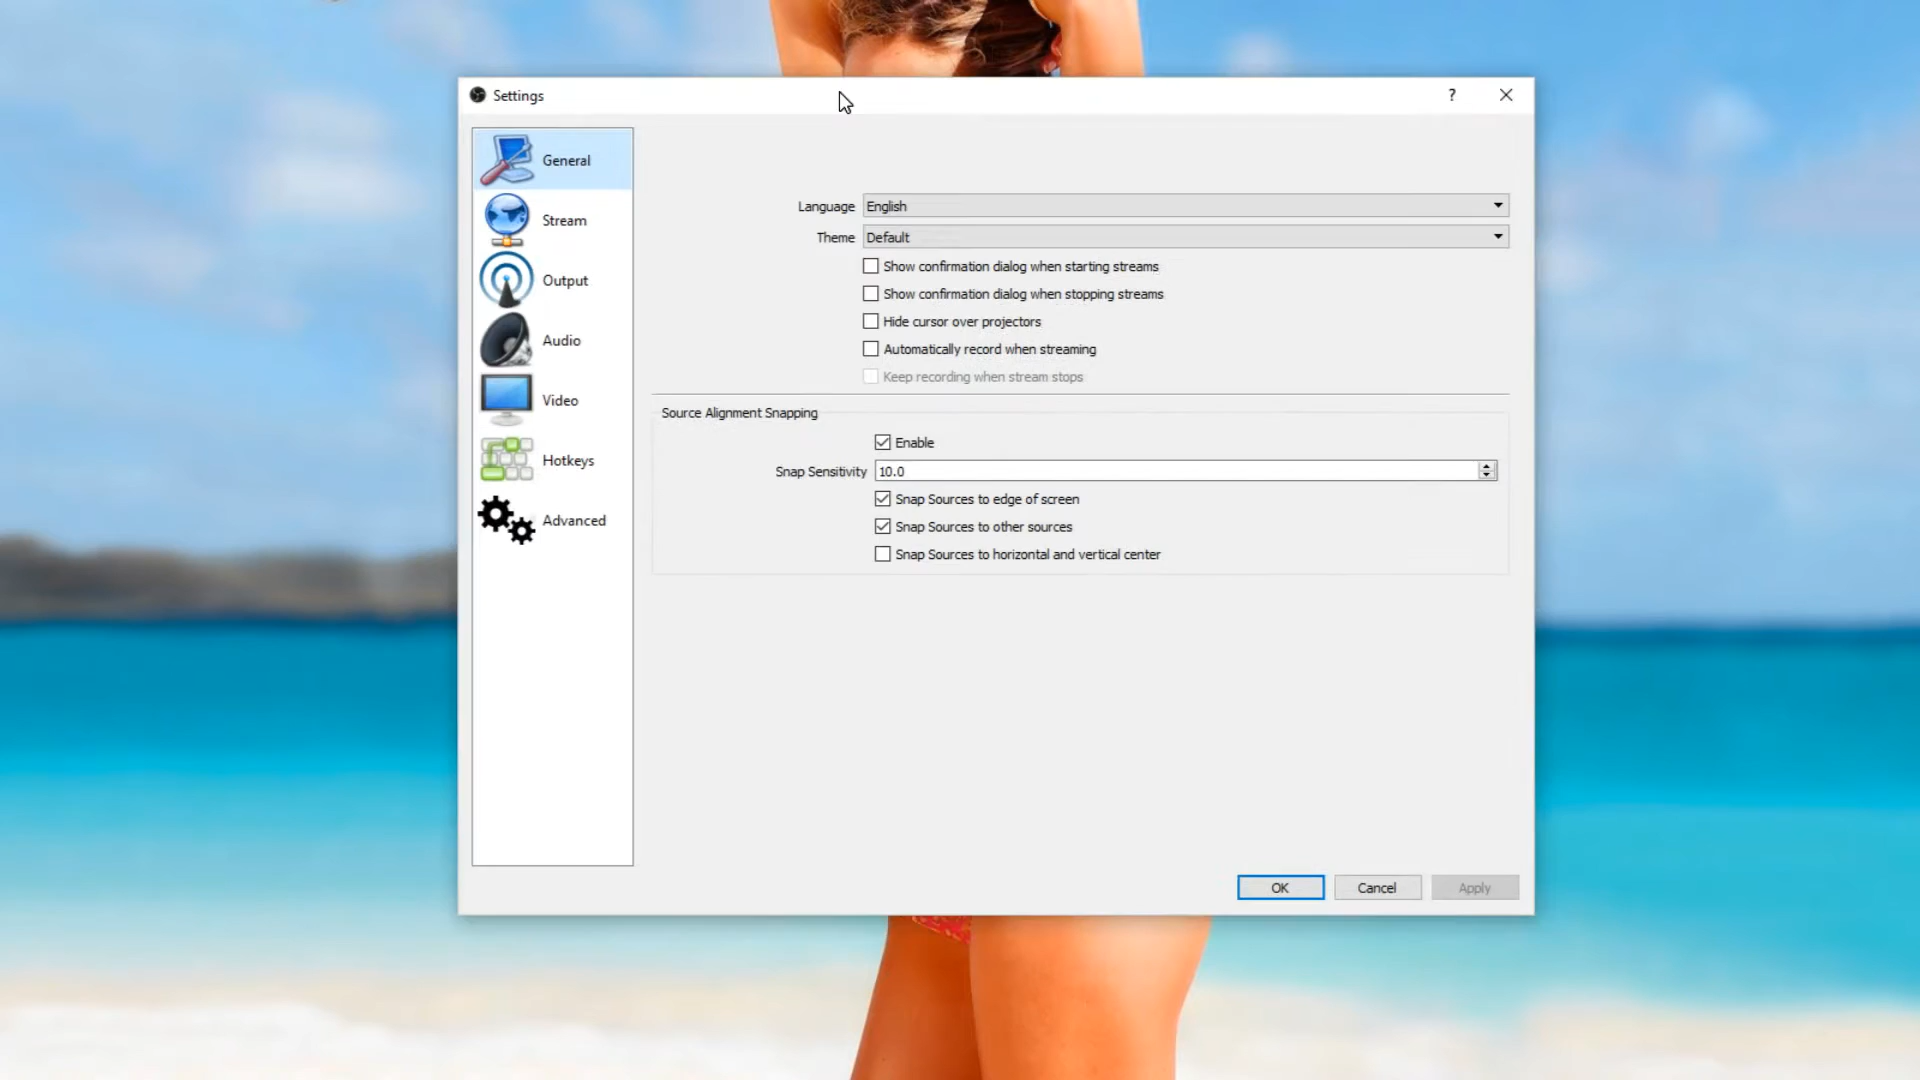 Settings
?
General
Stream
Output
Audio
Video
Hotkeys
Advanced
Language English
Theme Default
Show confirmation dialog when starting streams
Show confirmation dialog when stopping streams
Hide cursor over projectors
Automatically record when streaming
Keep recording when stream stops
Source Alignment Snapping
Enable
Snap Sensitivity 10.0
Snap Sources to edge of screen
Snap Sources to other sources
Snap Sources to horizontal and vertical center
OK Cancel Apply